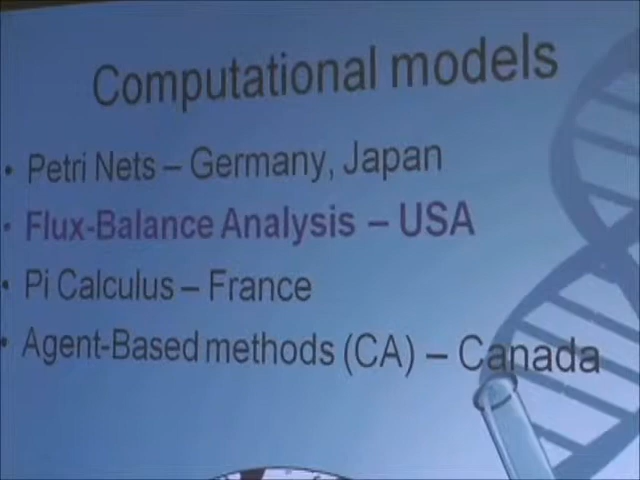 Computational models
• Petri Nets – Germany, Japan
• Flux-Balance Analysis – USA
• Pi Calculus – France
• Agent-Based methods (CA) – Canada